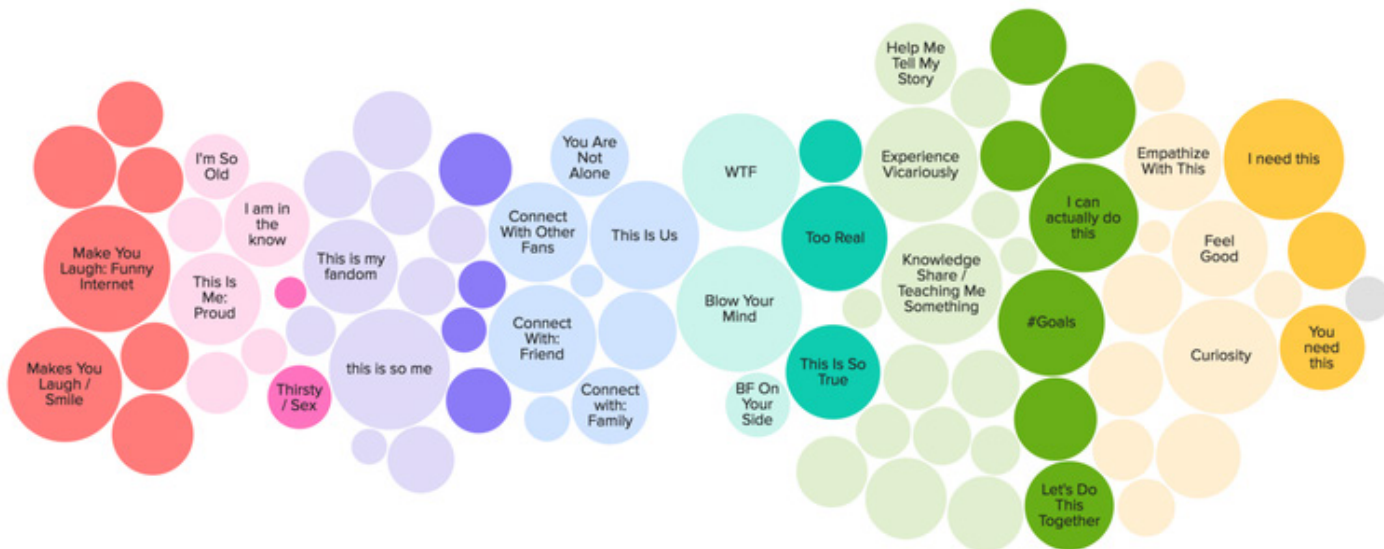 Make You
Laugh: Funny
Internet
Makes You
Laugh /
Smile
I'm So
Old
I am in
the
know
This Is
Me:
Proud
Thirsty
/ Sex
This is my
fandom
this is so me
You Are
Not
Alone
Connect
With Other
Fans
This Is Us
Connect
With:
Friend
Connect
with:
Family
WTF
Blow Your
Mind
BF On
Your
Side
Too Real
This Is So
True
Help Me
Tell My
Story
Experience
Vicariously
Knowledge
Share /
Teaching Me
Something
I can
actually do
this
#Goals
Let's Do
This
Together
Empathize
With This
Feel
Good
Curiosity
I need this
You
need
this